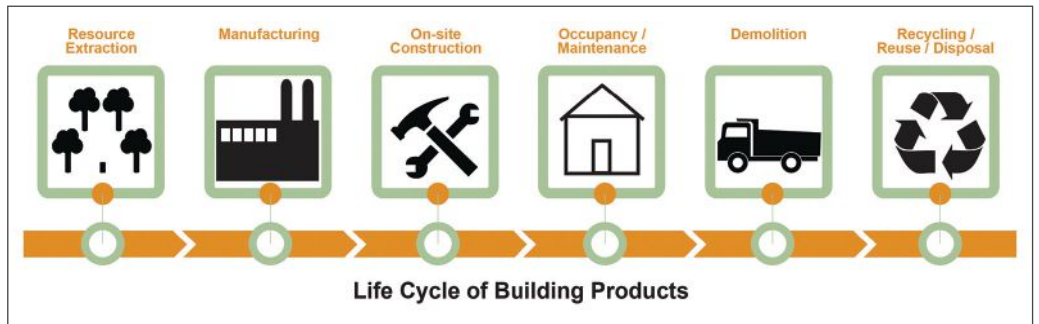 Resource
Extraction
Manufacturing
On-site
Construction
Occupancy /
Maintenance
Demolition
Recycling /
Reuse / Disposal
Life Cycle of Building Products